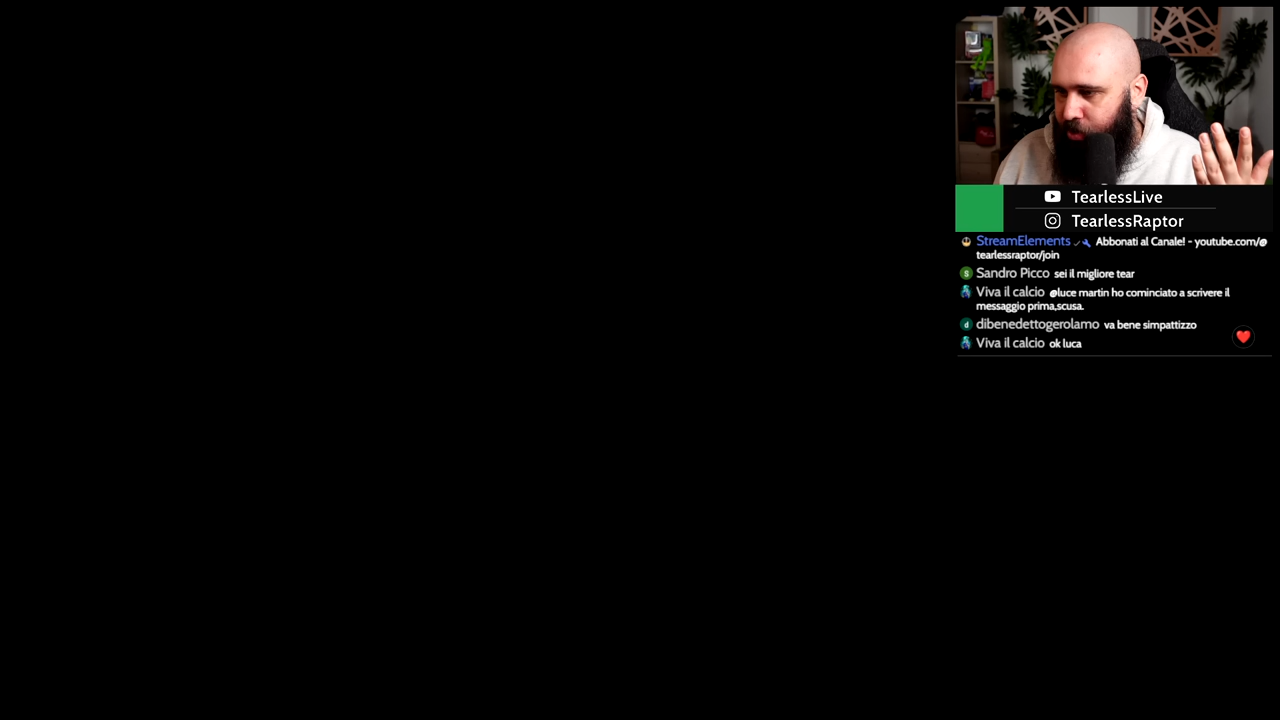 TearlessLive
TearlessRaptor
StreamElements Abbonati al Canale! - youtube.com/@
tearlessraptor/join
Sandro Picco sei il migliore tear
Viva il calcio @luce martin ho cominciato a scrivere il
messaggio prima,scusa.
dibenedettogerolamo va bene simpattizzo
Viva il calcio ok luca